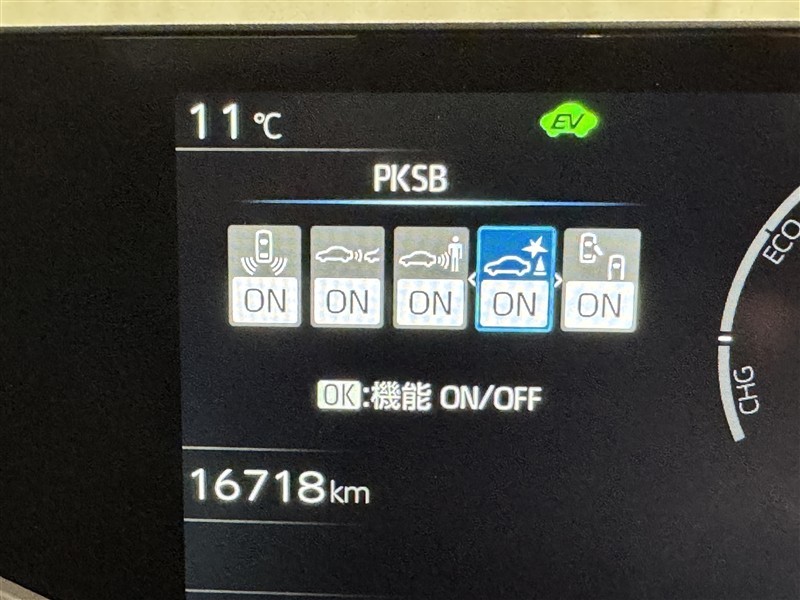 11℃
EV
PKSB
ON ON ON ON ON
OK:機能 ON/OFF
16718km
ECO
CHG